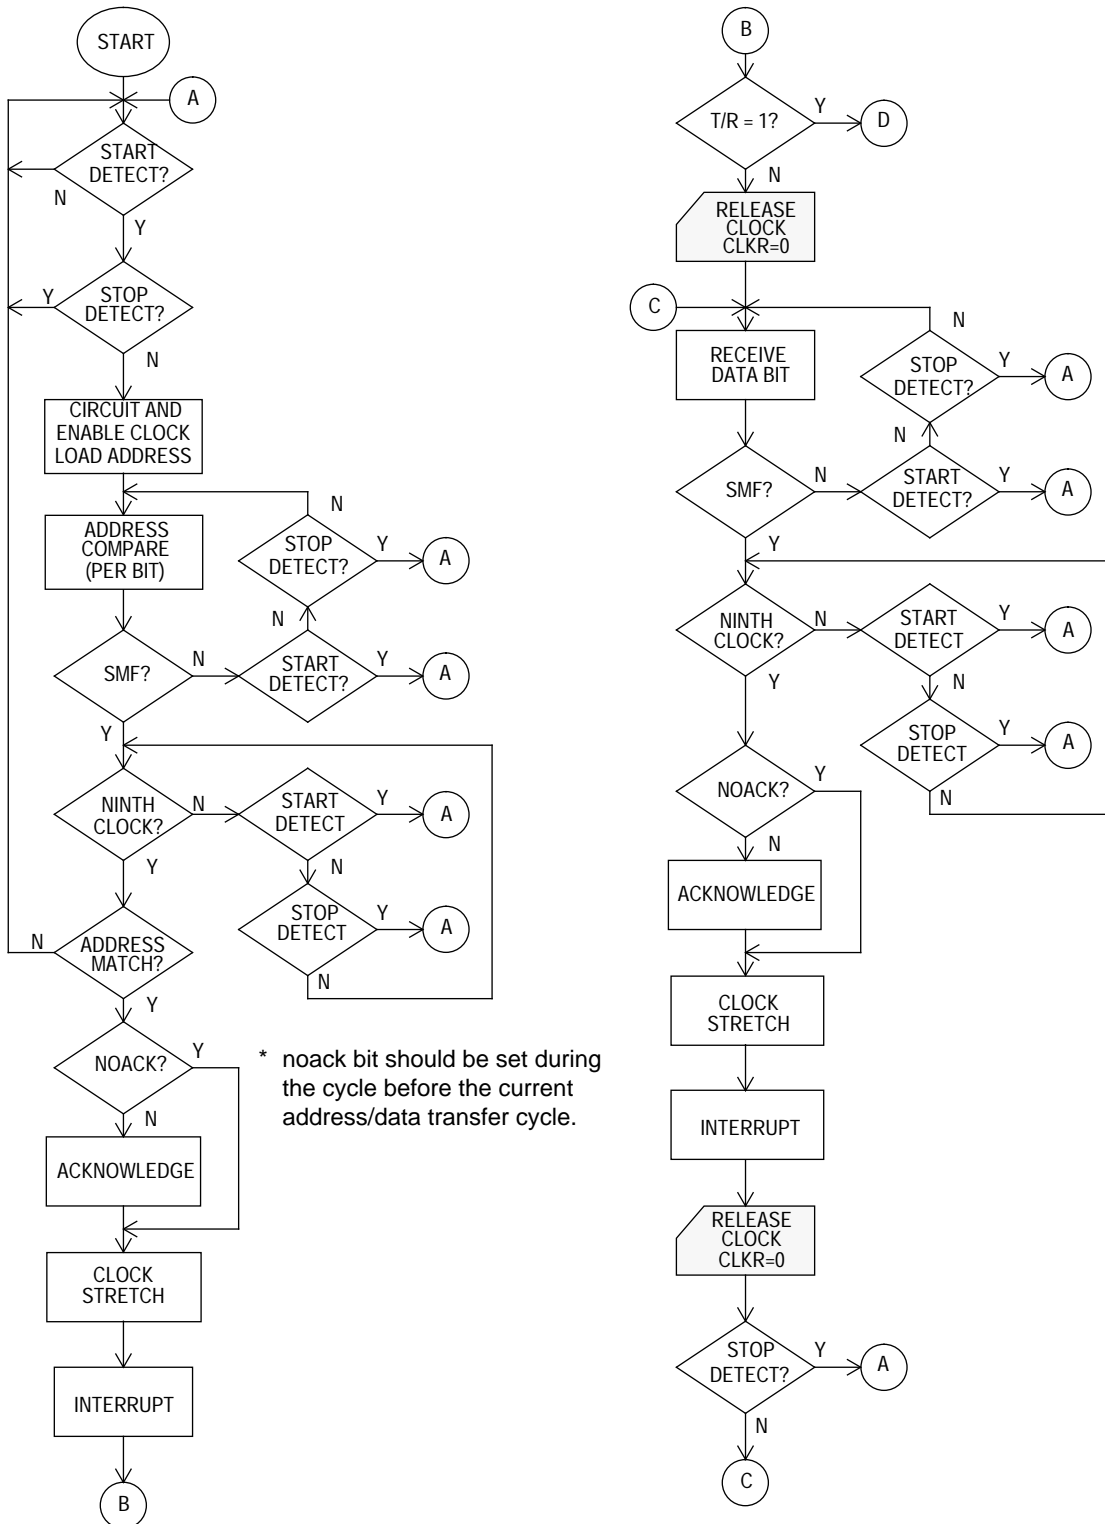 START
A
START
DETECT?
N
Y
STOP
DETECT?
Y
N
CIRCUIT AND
ENABLE CLOCK
LOAD ADDRESS
ADDRESS
COMPARE
(PER BIT)
N
STOP
DETECT?
Y
A
N
SMF?
N
START
DETECT?
Y
A
Y
NINTH
CLOCK?
N
START
DETECT
Y
A
Y
N
STOP
DETECT
Y
A
N
ADDRESS
MATCH?
N
Y
NOACK?
Y
N
* noack bit should be set during
the cycle before the current
address/data transfer cycle.
ACKNOWLEDGE
CLOCK
STRETCH
INTERRUPT
B
B
T/R = 1?
Y
D
N
RELEASE
CLOCK
CLKR=0
C
RECEIVE
DATA BIT
N
STOP
DETECT?
Y
A
N
SMF?
N
START
DETECT?
Y
A
Y
NINTH
CLOCK?
N
START
DETECT
Y
A
Y
N
STOP
DETECT
Y
A
N
NOACK?
Y
N
ACKNOWLEDGE
CLOCK
STRETCH
INTERRUPT
RELEASE
CLOCK
CLKR=0
STOP
DETECT?
Y
A
N
C